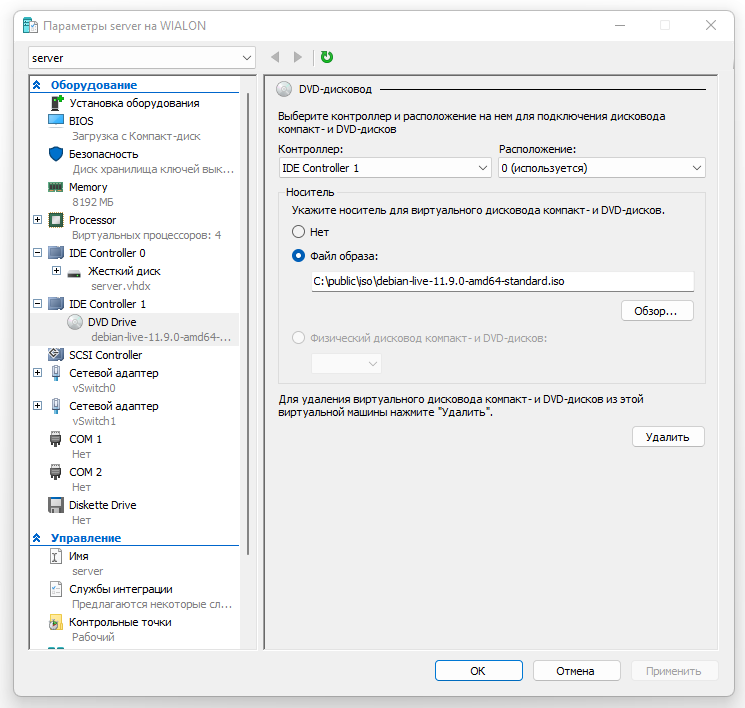 Параметры server на WIALON
server
Оборудование
Установка оборудования
BIOS
Загрузка с Компакт-диск
Безопасность
Диск хранилища ключей вык...
Memory
8192 МБ
Processor
Виртуальных процессоров: 4
IDE Controller 0
Жесткий диск
server.vhdx
IDE Controller 1
DVD Drive
debian-live-11.9.0-amd64-...
SCSI Controller
Сетевой адаптер
vSwitch0
Сетевой адаптер
vSwitch1
COM 1
Нет
COM 2
Нет
Diskette Drive
Нет
Управление
Имя
server
Службы интеграции
Предлагаются некоторые сл...
Контрольные точки
Рабочий
DVD-дисковод
Выберите контроллер и расположение на нем для подключения дисковода
компакт- и DVD-дисков
Контроллер:
Расположение:
IDE Controller 1
0 (используется)
Носитель
Укажите носитель для виртуального дисковода компакт- и DVD-дисков.
Нет
Файл образа:
C:\public\iso\debian-live-11.9.0-amd64-standard.iso
Обзор...
Физический дисковод компакт- и DVD-дисков:
Для удаления виртуального дисковода компакт- и DVD-дисков из этой
виртуальной машины нажмите "Удалить".
Удалить
OK
Отмена
Применить